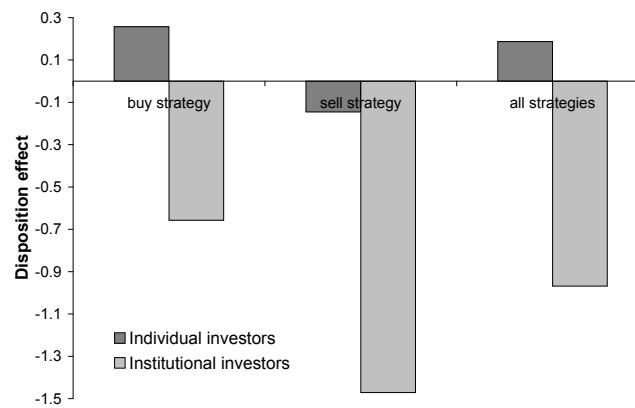 0.3
0.1
-0.1
-0.3
-0.5
-0.7
-0.9
-1.1
-1.3
-1.5
Disposition effect
buy strategy
sell strategy
all strategies
Individual investors
Institutional investors